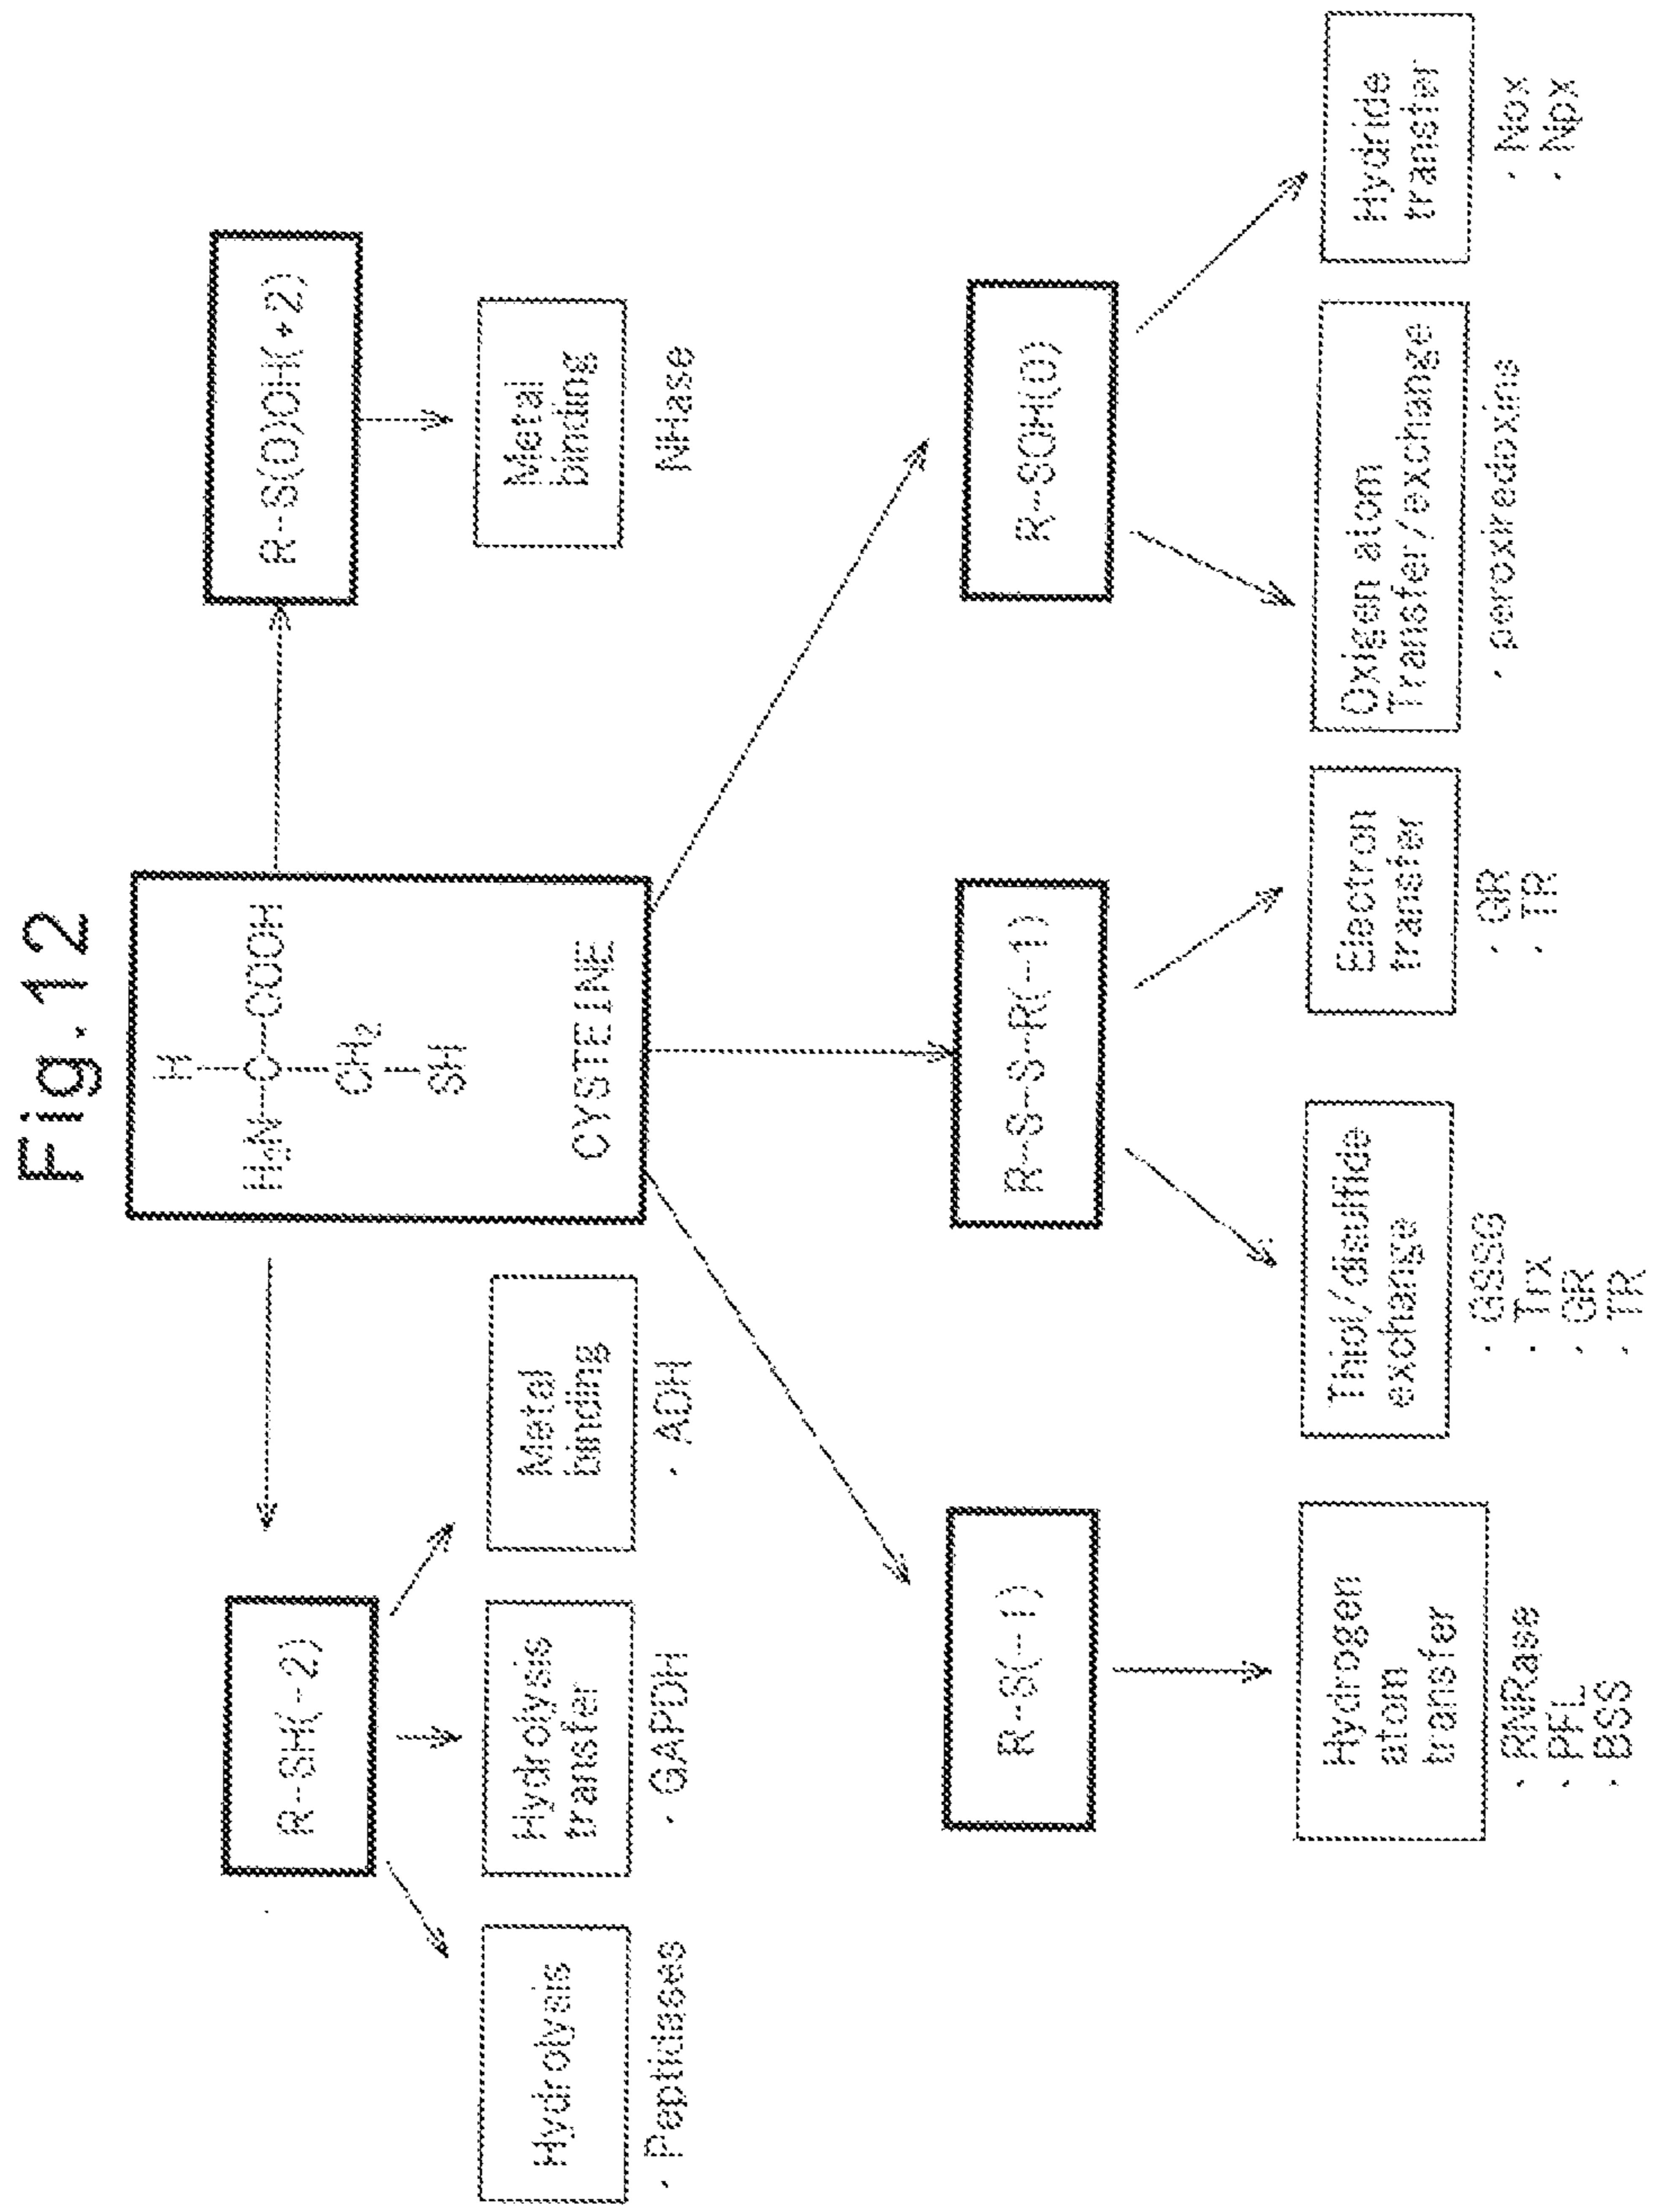 Fig.12
H
H2N-C-COOH
CH2
SH
CYSTEINE
R-SH(-2)
Hydrolysis
· Peptidases
Hydrolysis
transfer
· GAPDH
Metal
binding
· ADH
R-S(O)OH(+2)
Metal
binding
NHase
R-S(-1)
Hydrogen
atom
transfer
· RNRase
· PFL
· BSS
R-S-S-R(-1)
Thiol/disulfide
exchange
· GSSG
· Trx
· GR
· TR
Electron
transfer
· GR
· TR
R-SOH(0)
Oxigen atom
Transfer/exchange
· peroxiredoxins
Hydride
transfer
· Nox
· Npx